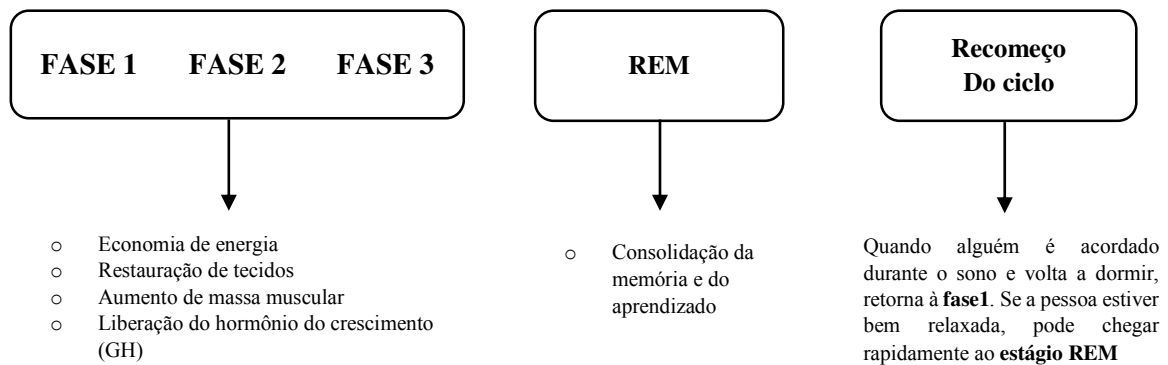 FASE 1 FASE 2 FASE 3
○ Economia de energia
○ Restauração de tecidos
○ Aumento de massa muscular
○ Liberação do hormônio do crescimento
(GH)
REM
○ Consolidação da
memória e do
aprendizado
Recomeço
Do ciclo
Quando alguém é acordado
durante o sono e volta a dormir,
retorna à fase1. Se a pessoa estiver
bem relaxada, pode chegar
rapidamente ao estágio REM